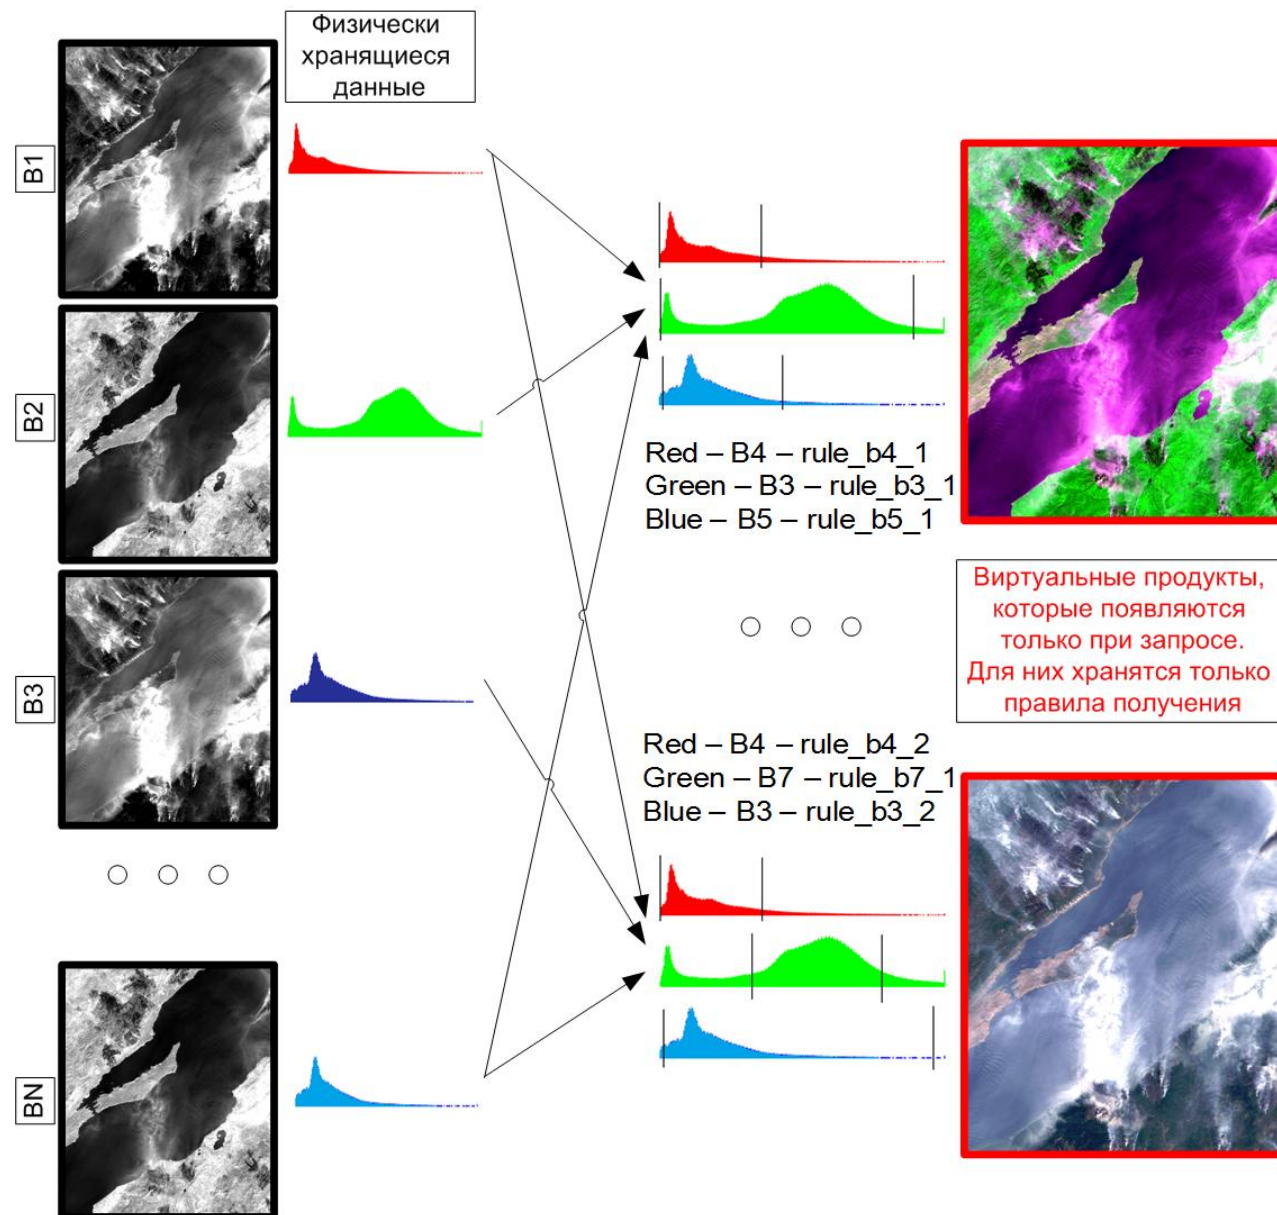 Физически
хранящиеся
данные
B1
B2
B3
BN
Red – B4 – rule_b4_1
Green – B3 – rule_b3_1
Blue – B5 – rule_b5_1
Виртуальные продукты,
которые появляются
только при запросе.
Для них хранятся только
правила получения
Red – B4 – rule_b4_2
Green – B7 – rule_b7_1
Blue – B3 – rule_b3_2